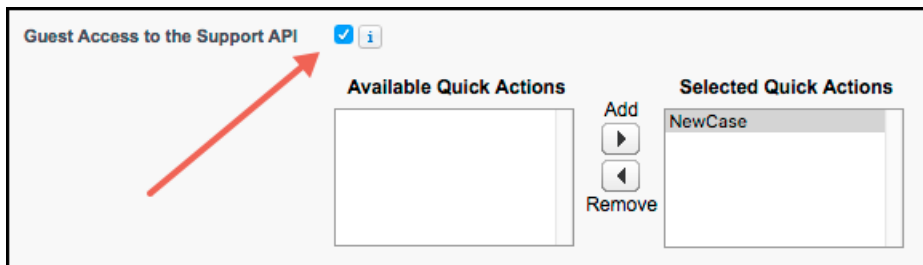 Guest Access to the Support API
i
Available Quick Actions
Selected Quick Actions
Add
NewCase
Remove